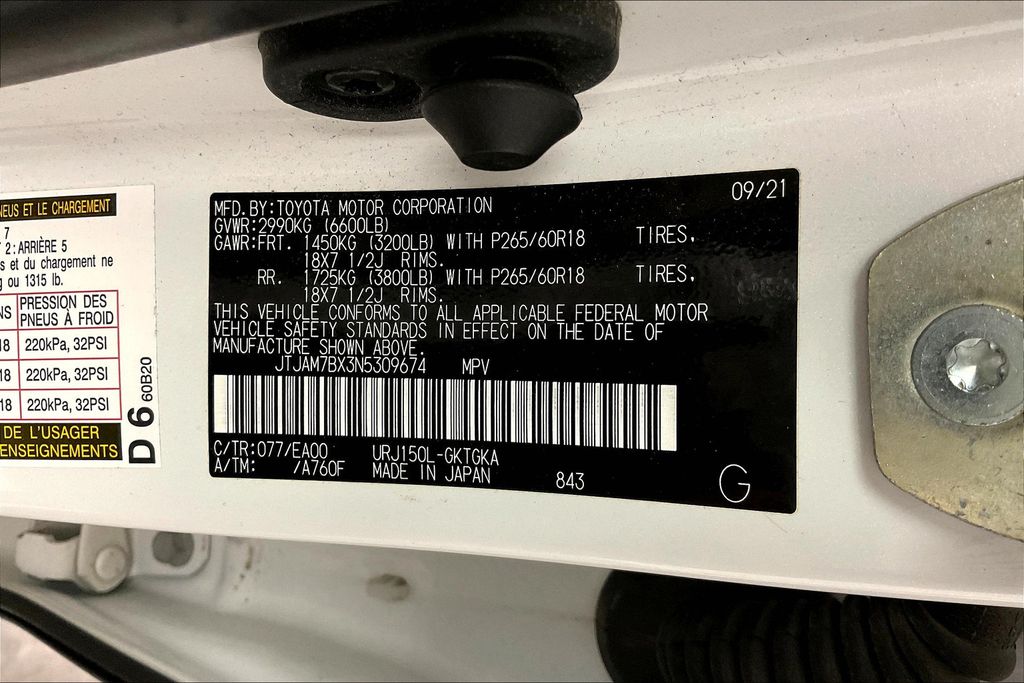 NEUS ET LE CHARGEMENT
7
2: ARRIÈRE 5
s et du chargement ne
g ou 1315 lb.
NS PRESSION DES PNEUS À FROID
18 220kPa, 32PSI
18 220kPa, 32PSI
18 220kPa, 32PSI
DE L'USAGER
ENSEIGNEMENTS
D6 60B20
09/21
MFD.BY:TOYOTA MOTOR CORPORATION
GVWR:2990KG (6600LB)
GAWR:FRT. 1450KG (3200LB) WITH P265/60R18 TIRES,
18X7 1/2J RIMS.
RR. 1725KG (3800LB) WITH P265/60R18 TIRES,
18X7 1/2J RIMS.
THIS VEHICLE CONFORMS TO ALL APPLICABLE FEDERAL MOTOR
VEHICLE SAFETY STANDARDS IN EFFECT ON THE DATE OF
MANUFACTURE SHOWN ABOVE.
JTJAM7BX3N5309674 MPV
C/TR:077/EA00 URJ150L-GKTGKA
A/TM: /A760F MADE IN JAPAN 843
G